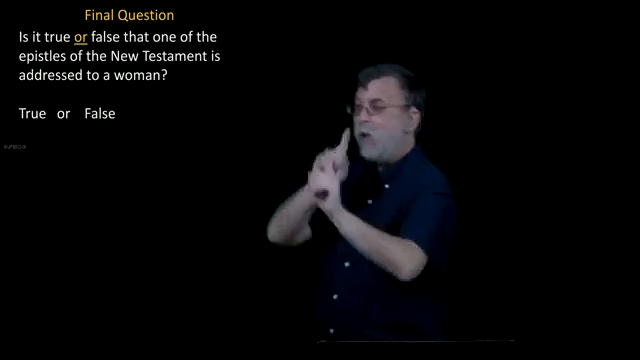 Final Question
Is it true or false that one of the
epistles of the New Testament is
addressed to a woman?
True or False